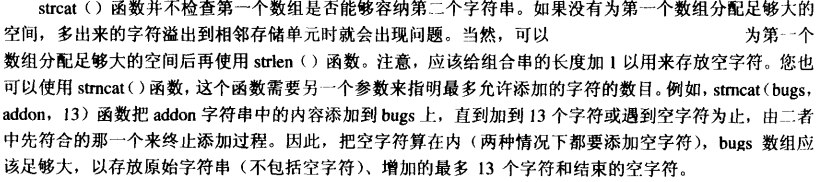 strcat（）函数并不检查第一个数组是否能够容纳第二个字符串。如果没有为第一个数组分配足够大的
空间，多出来的字符溢出到相邻存储单元时就会出现问题。当然，可以 为第一个
数组分配足够大的空间后再使用 strlen（）函数。注意，应该给组合串的长度加 1 以用来存放空字符。您也
可以使用 strncat（）函数，这个函数需要另一个参数来指明最多允许添加的字符的数目。例如，strncat（bugs，
addon，13）函数把 addon 字符串中的内容添加到 bugs 上，直到加到 13 个字符或遇到空字符为止，由二者
中先符合的那一个来终止添加过程。因此，把空字符算在内（两种情况下都要添加空字符），bugs 数组应
该足够大，以存放原始字符串（不包括空字符）、增加的最多 13 个字符和结束的空字符。